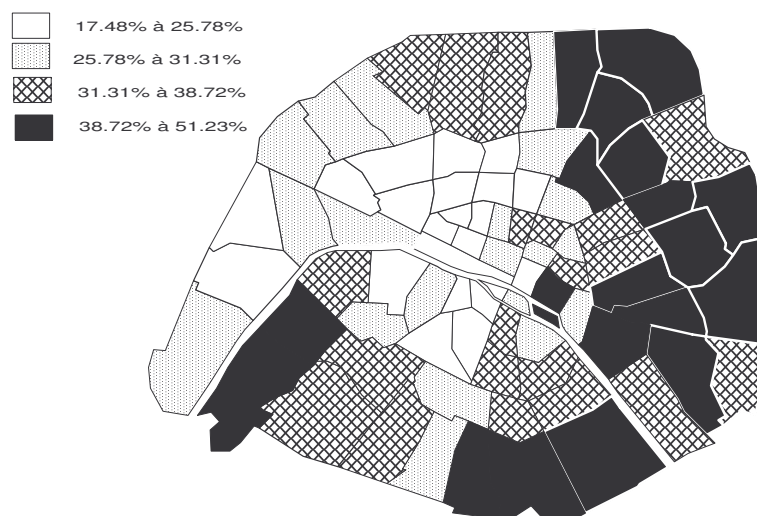 17.48% à 25.78%
25.78% à 31.31%
31.31% à 38.72%
38.72% à 51.23%